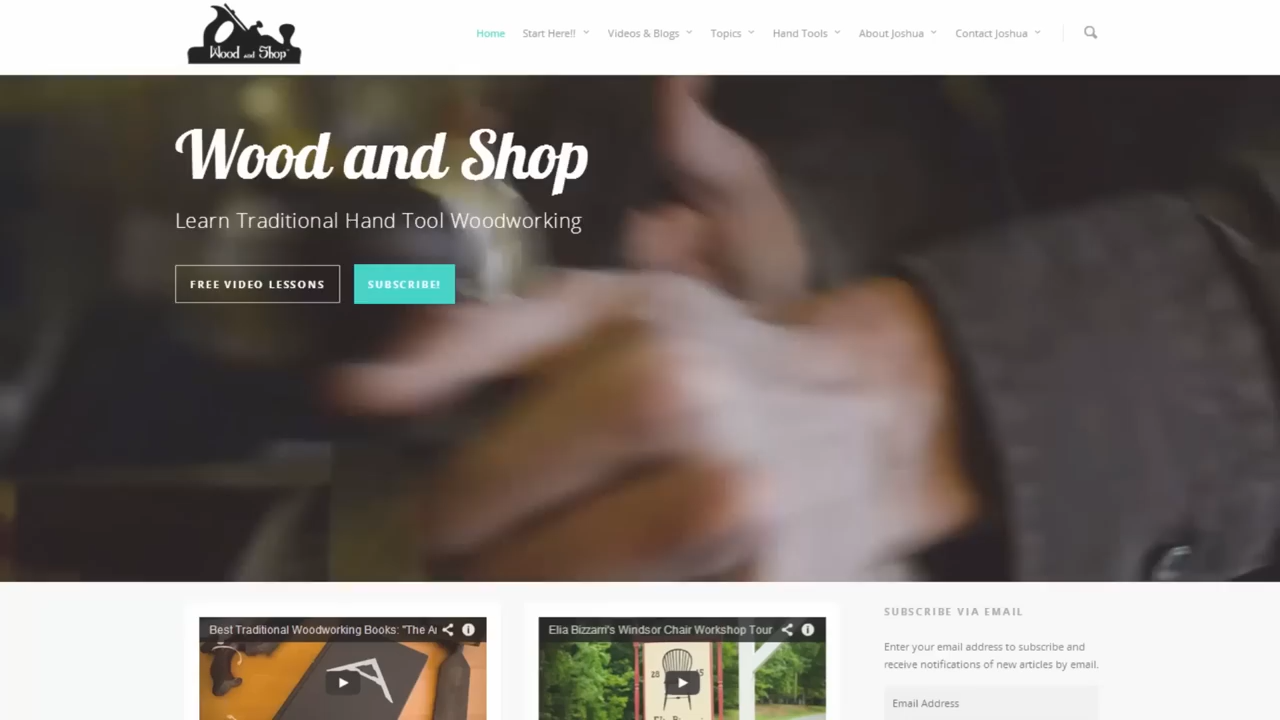 Wood and Shop
Home
Start Here!!
Videos & Blogs
Topics
Hand Tools
About Joshua
Contact Joshua
Wood and Shop
Learn Traditional Hand Tool Woodworking
FREE VIDEO LESSONS
SUBSCRIBE!
SUBSCRIBE VIA EMAIL
Best Traditional Woodworking Books: "The
Elia Bizzarri's Windsor Chair Workshop Tour
Enter your email address to subscribe and
receive notifications of new articles by email.
Email Address